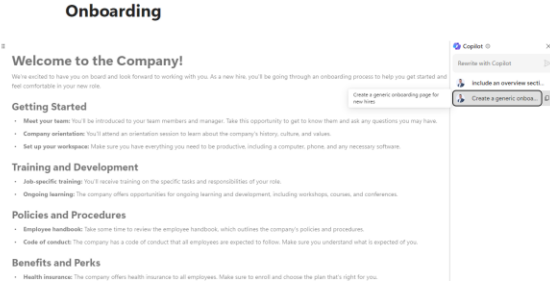 Onboarding
Copilot
Welcome to the Company!
Rewrite with Copilot
We're excited to have you on board and look forward to working with you. As a new hire, you'll be going through an onboarding process to help you get started and
feel comfortable in your new role.
include an overview secti...
Create a generic onboarding page for
new hires
Create a generic onboa...
Getting Started
• Meet your team: You'll be introduced to your team members and manager. Take this opportunity to get to know them and ask any questions you may have.
• Company orientation: You'll attend an orientation session to learn about the company's history, culture, and values.
• Set up your workspace: Make sure you have everything you need to be productive, including a computer, phone, and any necessary software.
Training and Development
• Job-specific training: You'll receive training on the specific tasks and responsibilities of your role.
• Ongoing learning: The company offers opportunities for ongoing learning and development, including workshops, courses, and conferences.
Policies and Procedures
• Employee handbook: Take some time to review the employee handbook, which outlines the company's policies and procedures.
• Code of conduct: The company has a code of conduct that all employees are expected to follow. Make sure you understand what is expected of you.
Benefits and Perks
• Health insurance: The company offers health insurance to all employees. Make sure to enroll and choose the plan that's right for you.